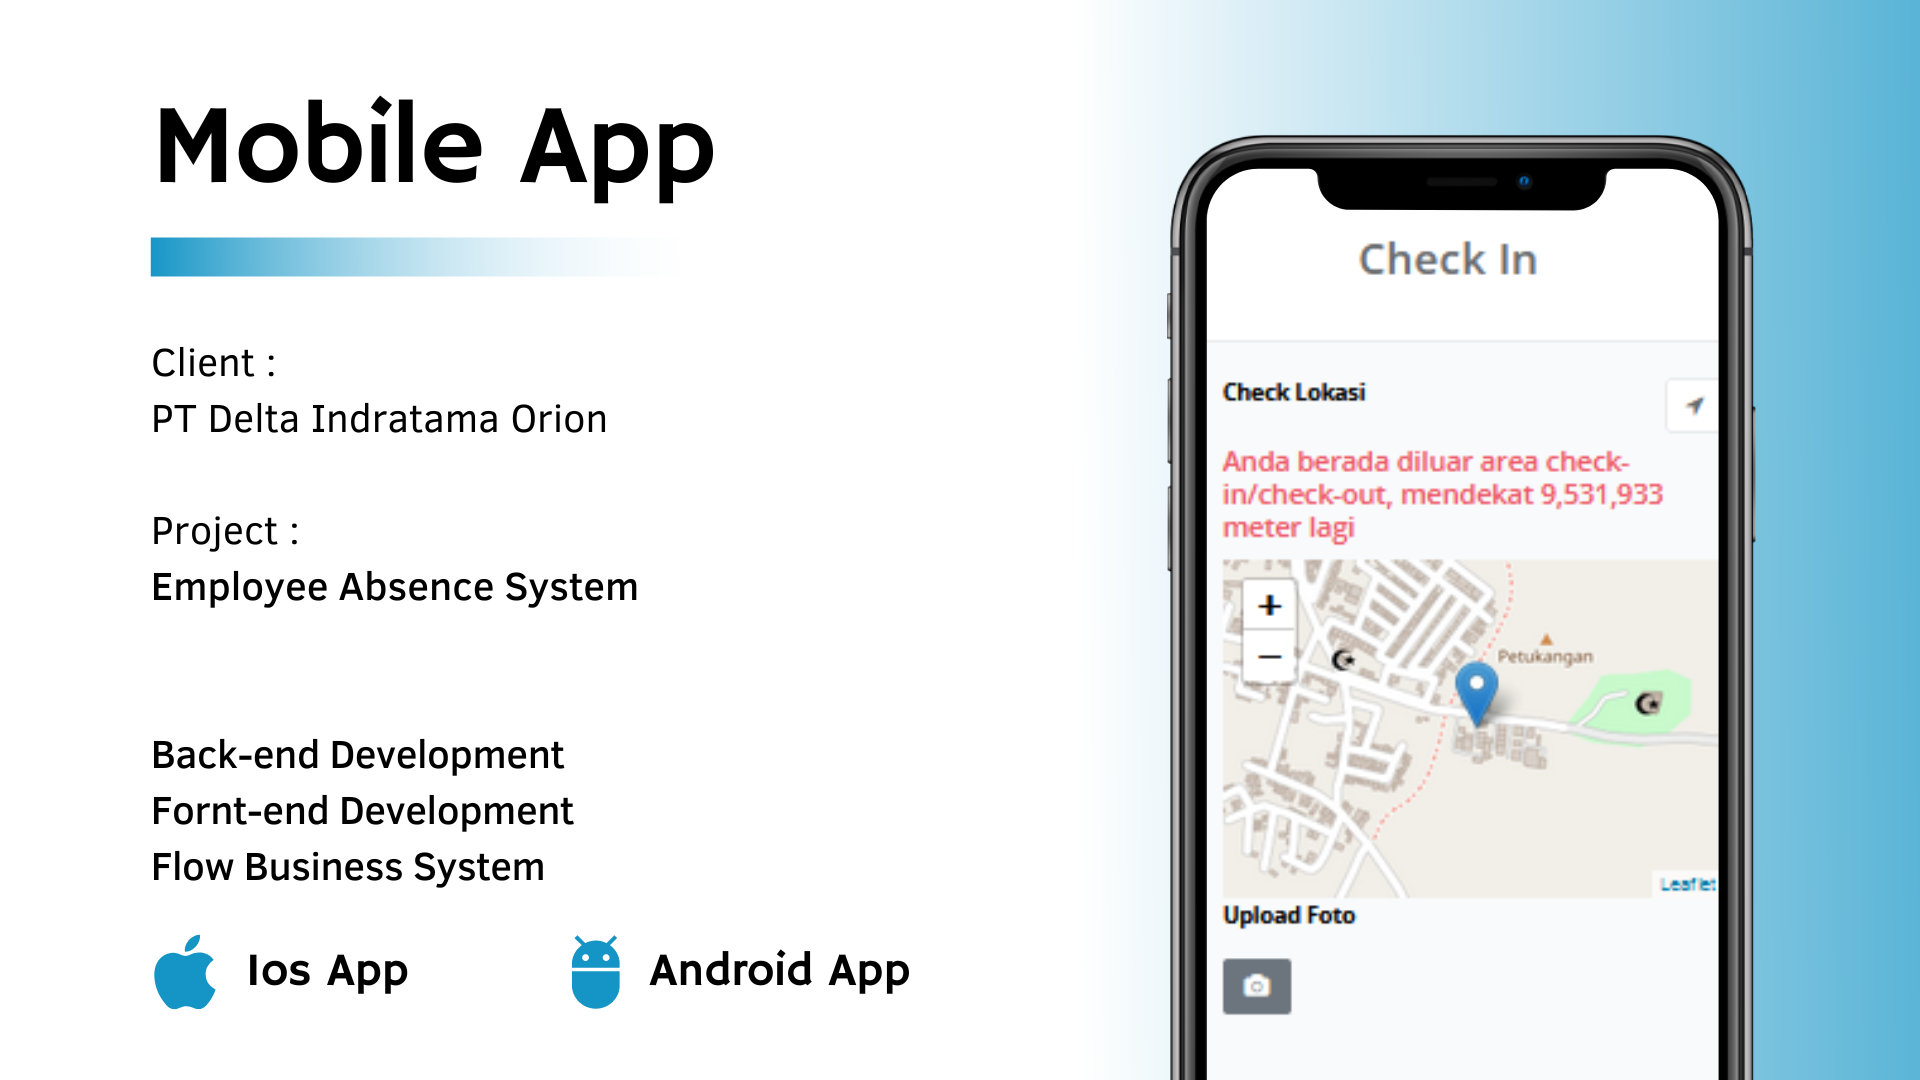 Mobile App
Client :
PT Delta Indratama Orion
Project :
Employee Absence System
Back-end Development
Fornt-end Development
Flow Business System
Ios App
Android App
Check In
Check Lokasi
Anda berada diluar area check-
in/check-out, mendekat 9,531,933
meter lagi
+
−
Petukangan
Leaflet
Upload Foto